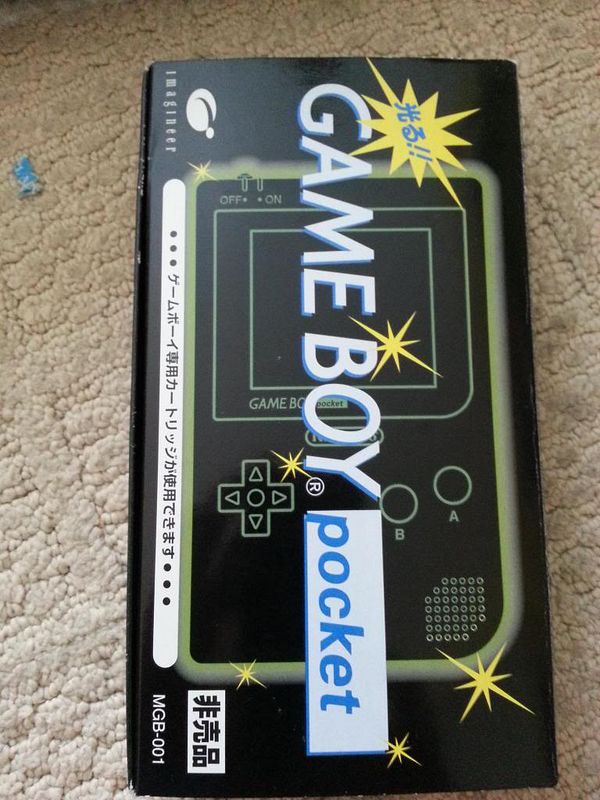 imagineer
光る!!
GAME BOY® pocket
OFF• •ON
GAME BOY pocket
B
A
•••ゲームボーイ専用カートリッジが使用できます•••
非売品
MGB-001